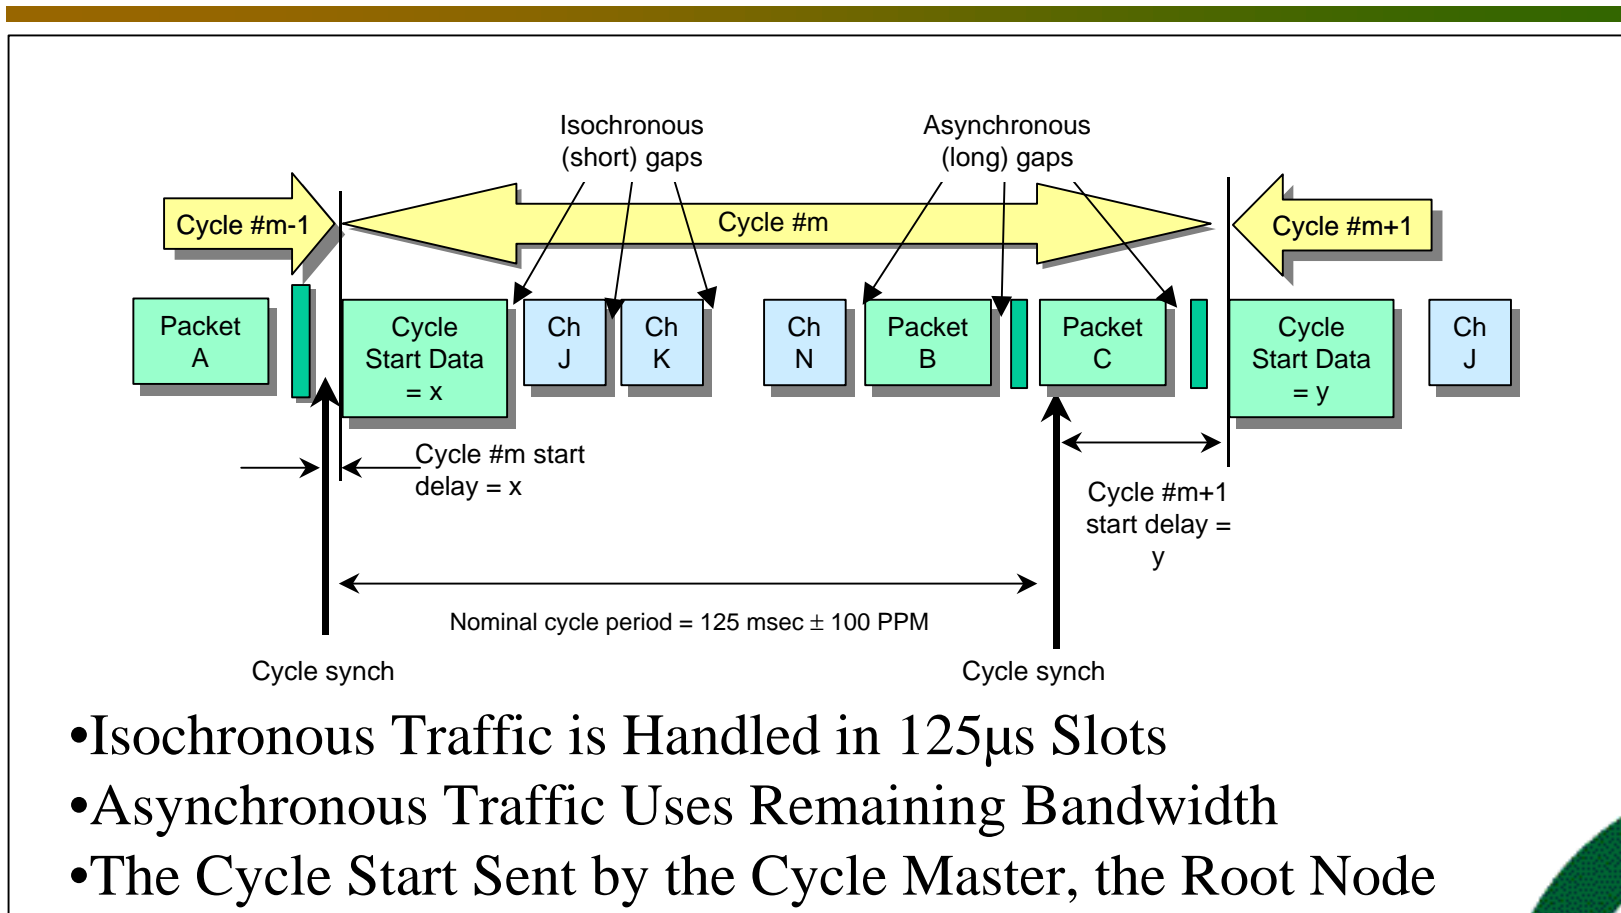 Isochronous
(short) gaps
Asynchronous
(long) gaps
Cycle #m-1
Cycle #m
Cycle #m+1
Packet
A
Cycle
Start Data
= x
Ch
J
Ch
K
Ch
N
Packet
B
Packet
C
Cycle
Start Data
= y
Ch
J
Cycle #m start
delay = x
Cycle #m+1
start delay =
y
Nominal cycle period = 125 msec ± 100 PPM
Cycle synch
Cycle synch
•Isochronous Traffic is Handled in 125µs Slots
•Asynchronous Traffic Uses Remaining Bandwidth
•The Cycle Start Sent by the Cycle Master, the Root Node